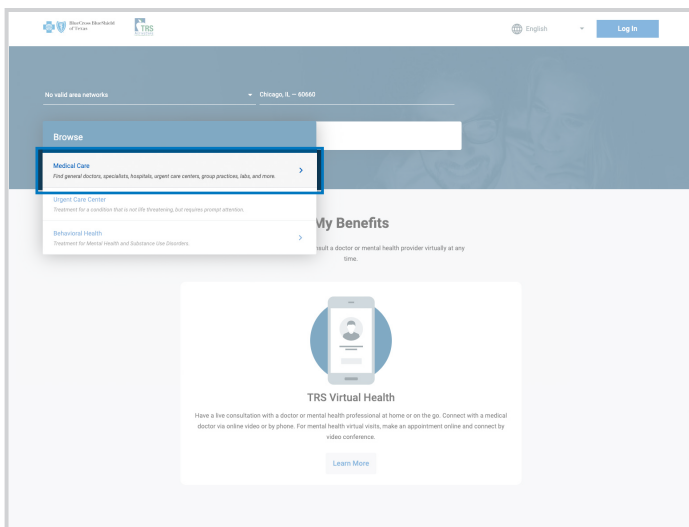 BlueCross BlueShield
of Texas
TRS
English
Log In
No valid area networks
Chicago, IL — 60660
Browse
Medical Care
Find general doctors, specialists, hospitals, urgent care centers, group practices, labs, and more.
Urgent Care Center
Treatment for a condition that is not life threatening, but requires prompt attention.
My Benefits
Behavioral Health
Treatment for Mental Health and Substance Use Disorders.
a doctor or mental health provider virtually at any
time.
TRS Virtual Health
Have a live consultation with a doctor or mental health professional at home or on the go. Connect with a medical
doctor via online video or by phone. For mental health virtual visits, make an appointment online and connect by
video conference.
Learn More